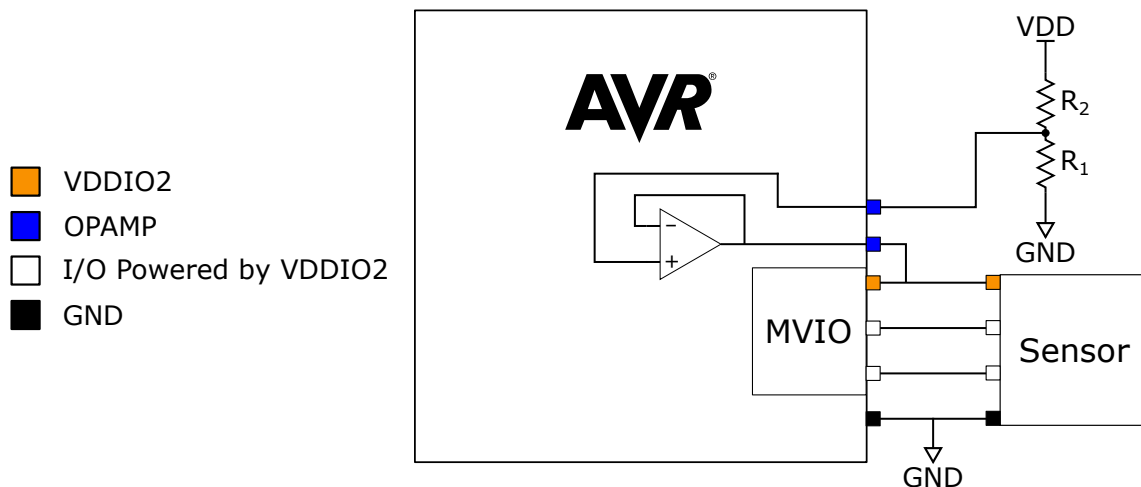 VDDIO2
OPAMP
I/O Powered by VDDIO2
GND
AVR®
VDD
R2
R1
GND
−
+
MVIO
Sensor
GND